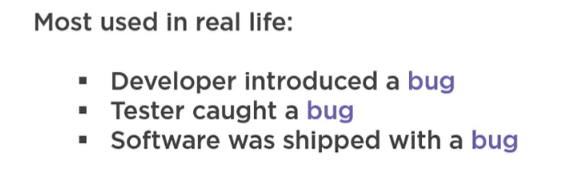 Most used in real life:
▪ Developer introduced a bug
▪ Tester caught a bug
▪ Software was shipped with a bug